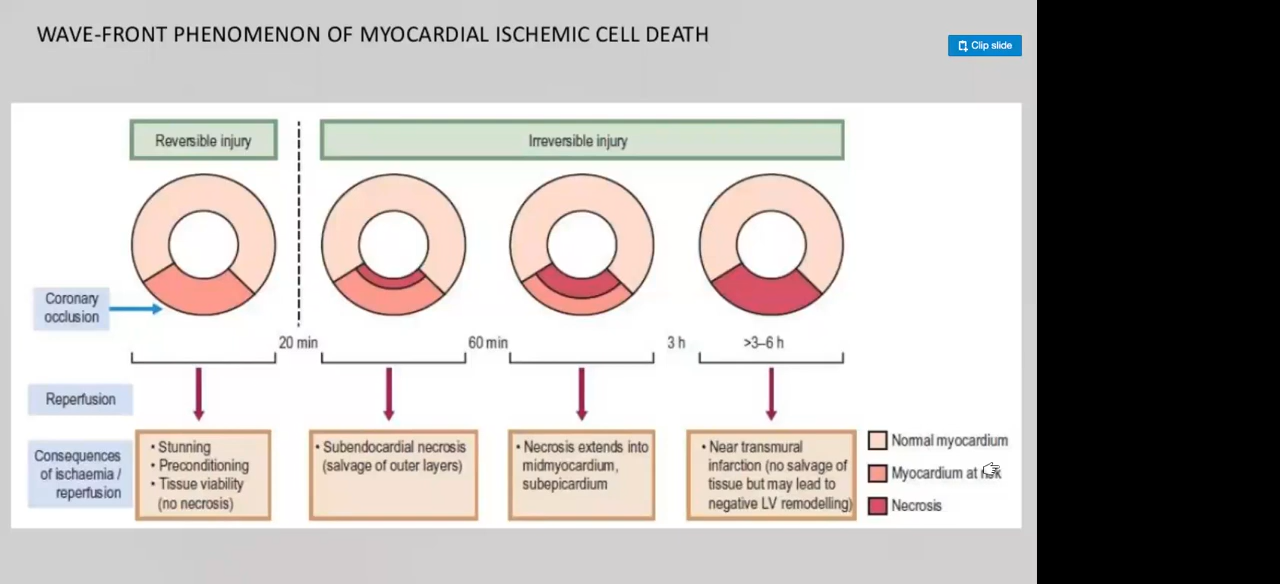 WAVE-FRONT PHENOMENON OF MYOCARDIAL ISCHEMIC CELL DEATH
Clip slide
Reversible injury
Irreversible injury
Coronary
occlusion
20 min
60 min
3 h
>3–6 h
Reperfusion
Consequences
of ischaemia /
reperfusion
• Stunning
• Preconditioning
• Tissue viability
(no necrosis)
• Subendocardial necrosis
(salvage of outer layers)
• Necrosis extends into
midmyocardium,
subepicardium
• Near transmural
infarction (no salvage of
tissue but may lead to
negative LV remodelling)
Normal myocardium
Myocardium at risk
Necrosis